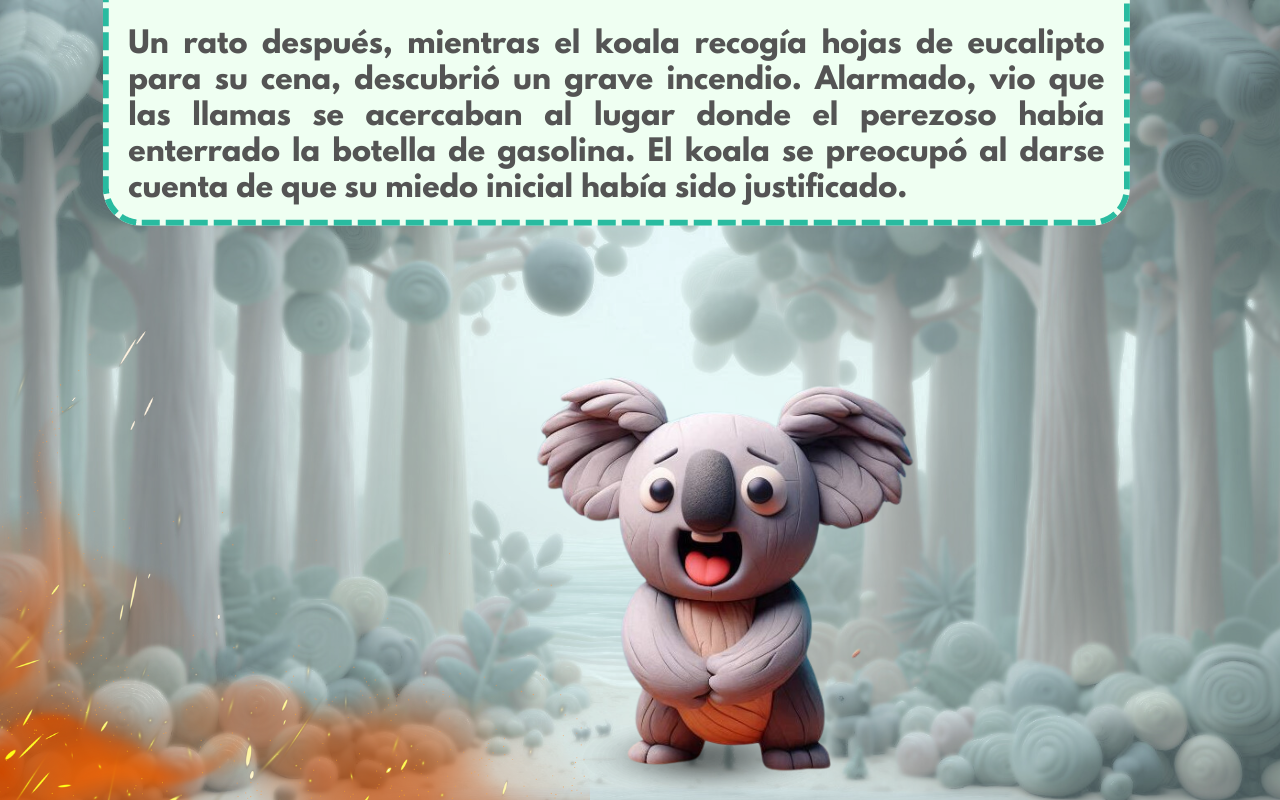 Un rato después, mientras el koala recogía hojas de eucalipto
para su cena, descubrió un grave incendio. Alarmado, vio que
las llamas se acercaban al lugar donde el perezoso había
enterrado la botella de gasolina. El koala se preocupó al darse
cuenta de que su miedo inicial había sido justificado.